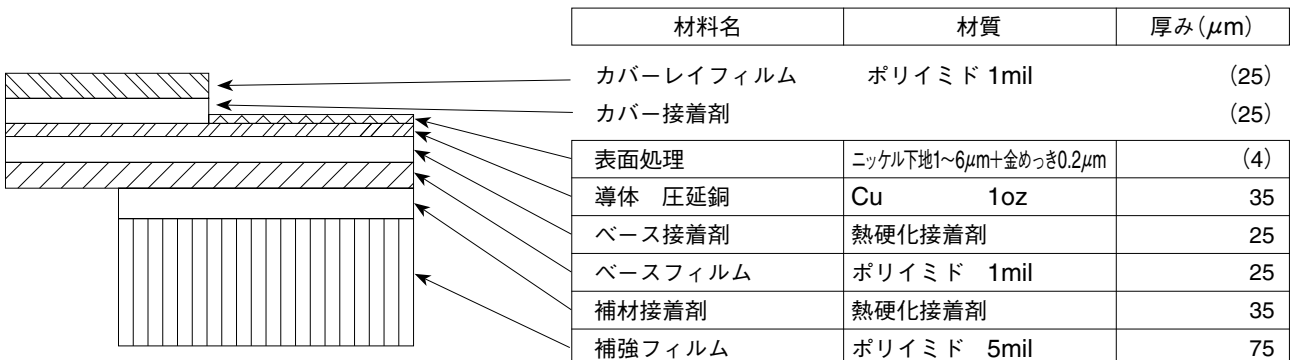 材料名 材質 厚み(μm)
カバーレイフィルム ポリイミド 1mil (25)
カバー接着剤 (25)
表面処理 ニッケル下地1~6μm+金めっき0.2μm (4)
導体 圧延銅 Cu 1oz 35
ベース接着剤 熱硬化接着剤 25
ベースフィルム ポリイミド 1mil 25
補材接着剤 熱硬化接着剤 35
補強フィルム ポリイミド 5mil 75